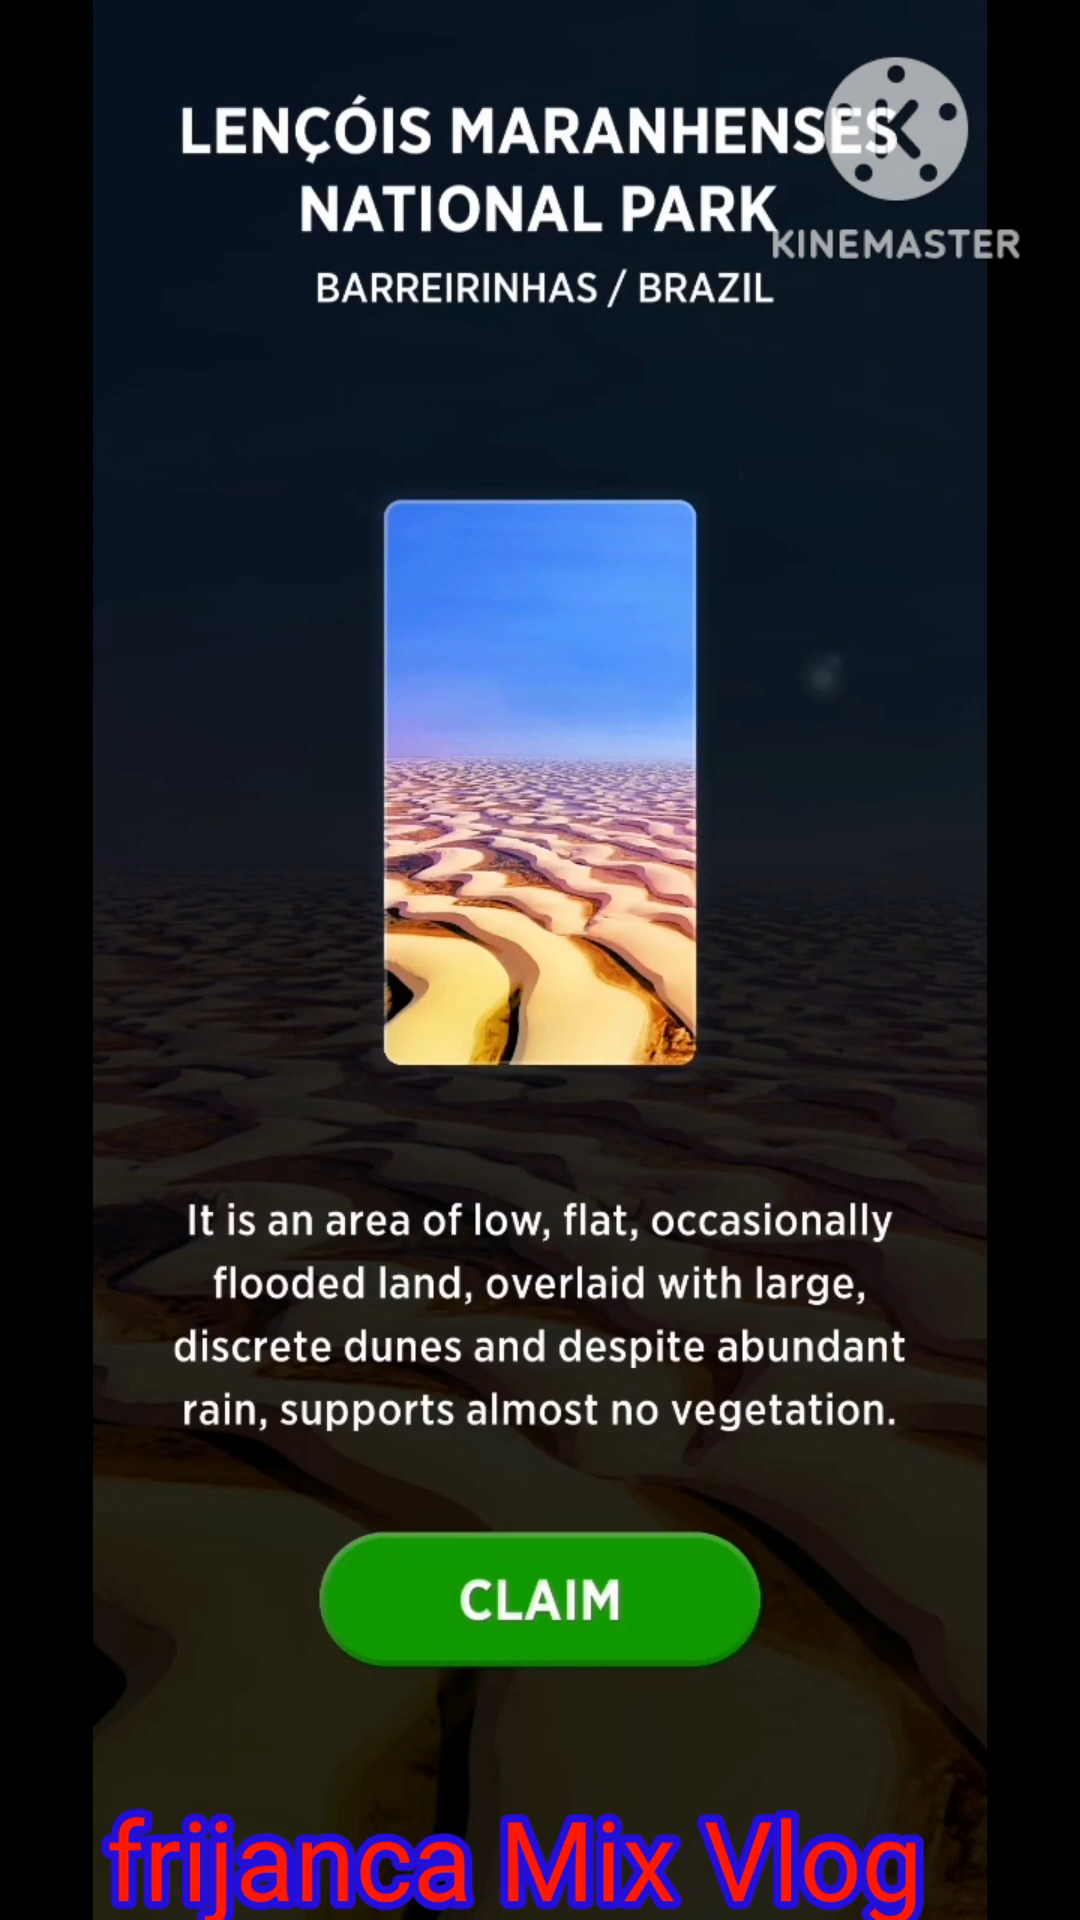 LENÇÓIS MARANHENSES
NATIONAL PARK
KINEMASTER
BARREIRINHAS / BRAZIL
It is an area of low, flat, occasionally
flooded land, overlaid with large,
discrete dunes and despite abundant
rain, supports almost no vegetation.
CLAIM
frijanca Mix Vlog